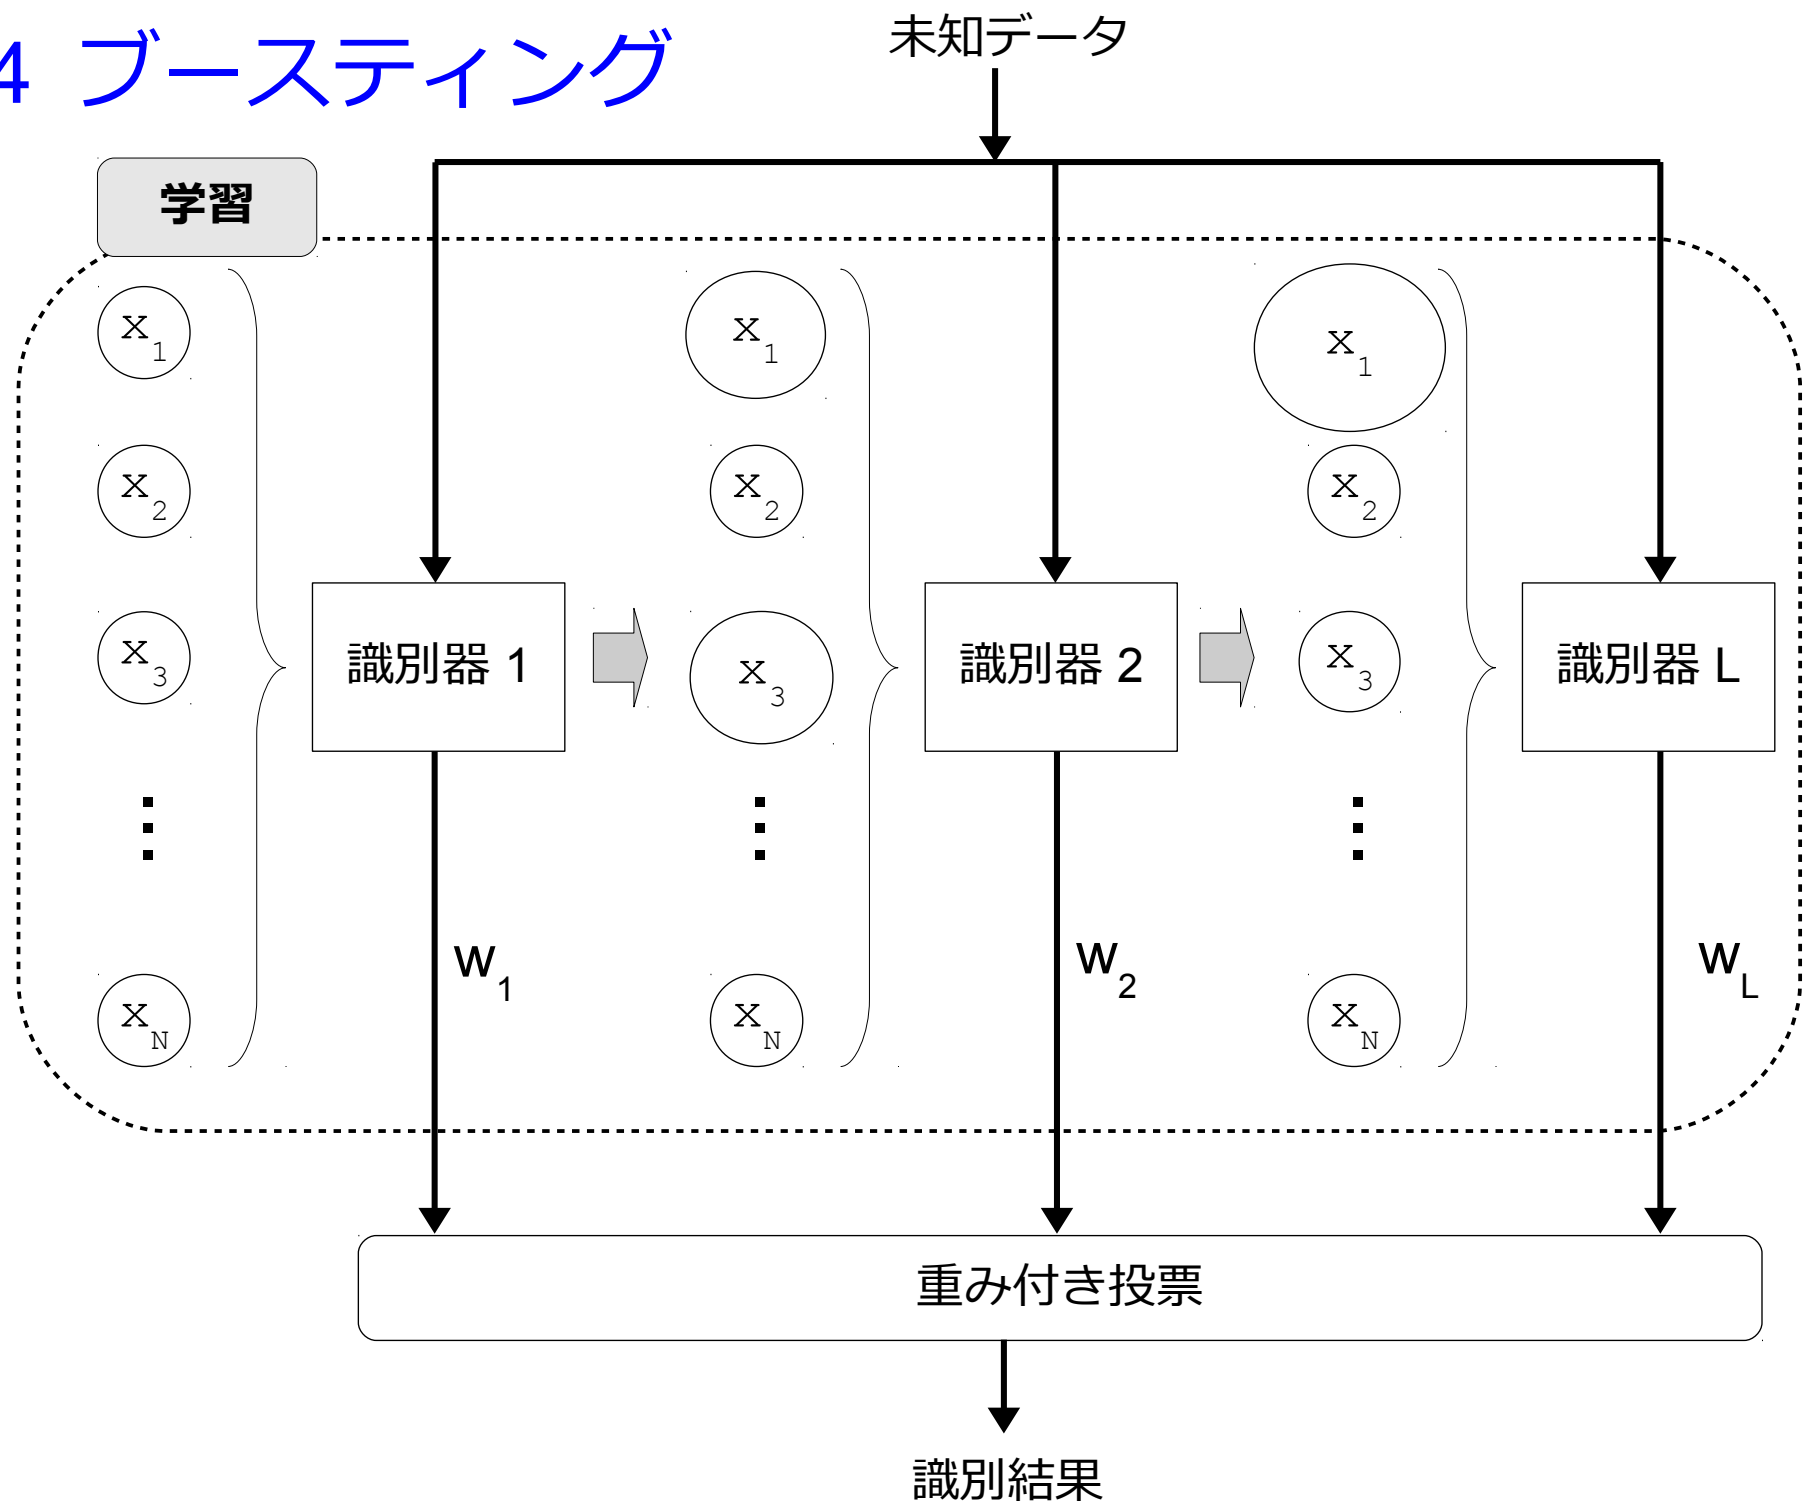 4 ブースティング
未知データ
学習
x1 x1 x1
x2 x2 x2
x3 x3 x3
識別器 1 識別器 2 識別器 L
xN xN xN
w1 w2 wL
重み付き投票
識別結果